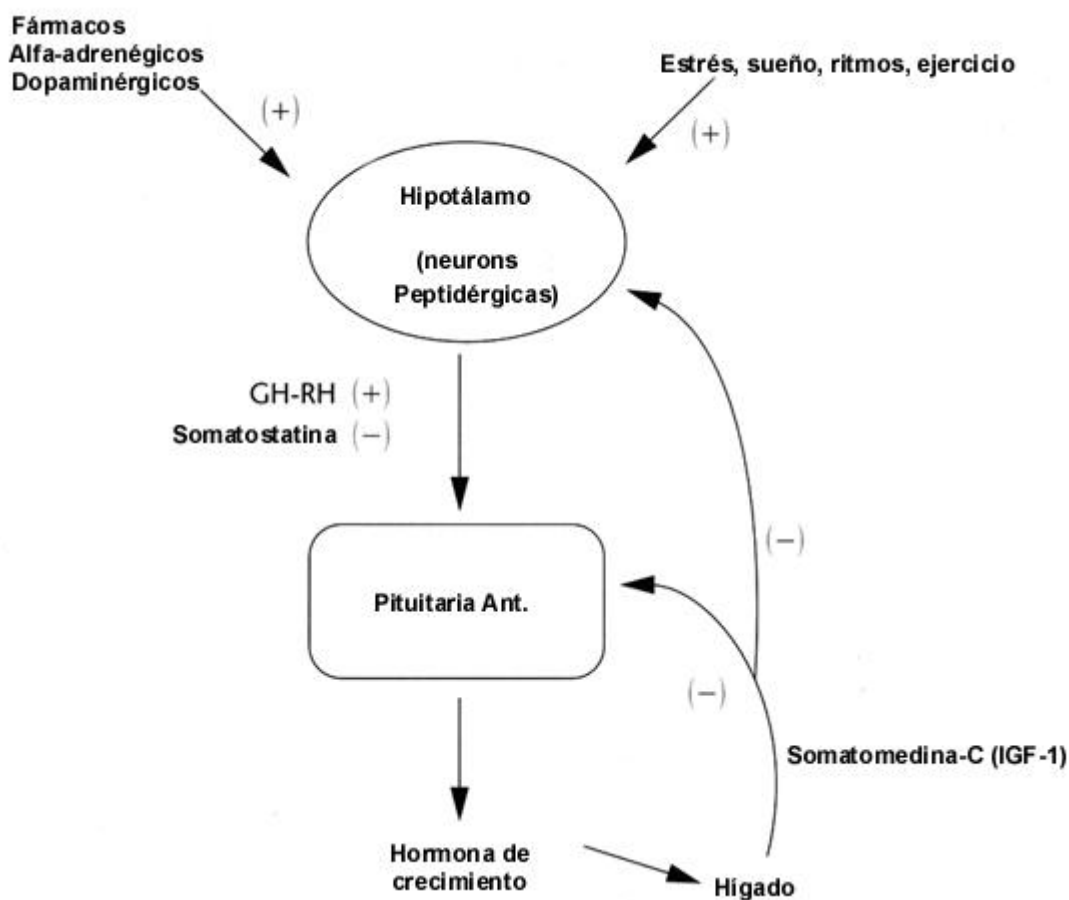 Fármacos
Alfa-adrenégicos
Dopaminérgicos
(+)
Estrés, sueño, ritmos, ejercicio
(+)
Hipotálamo
(neurons
Peptidérgicas)
GH-RH (+)
Somatostatina (−)
(−)
Pituitaria Ant.
(−)
Somatomedina-C (IGF-1)
Hormona de
crecimiento
Hígado